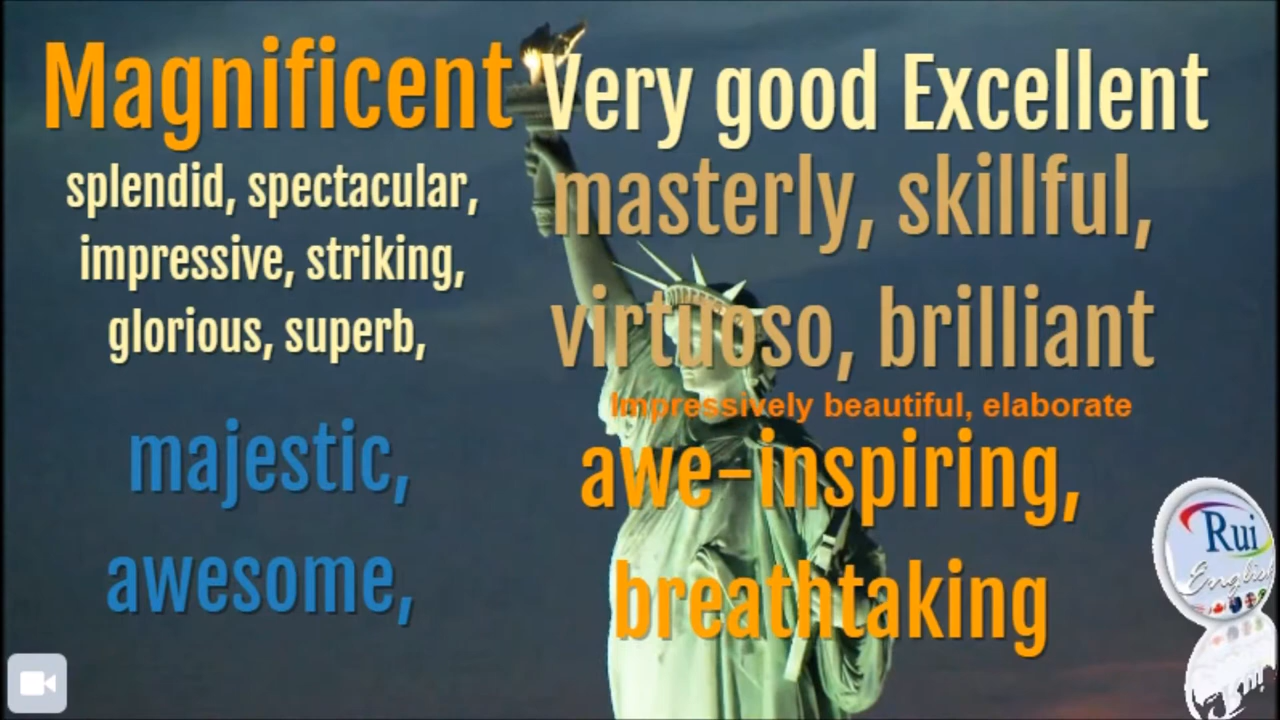 Magnificent
splendid, spectacular,
impressive, striking,
glorious, superb,
majestic,
awesome,
Very good Excellent
masterly, skillful,
virtuoso, brilliant
Impressively beautiful, elaborate
awe-inspiring,
breathtaking
Rui
English